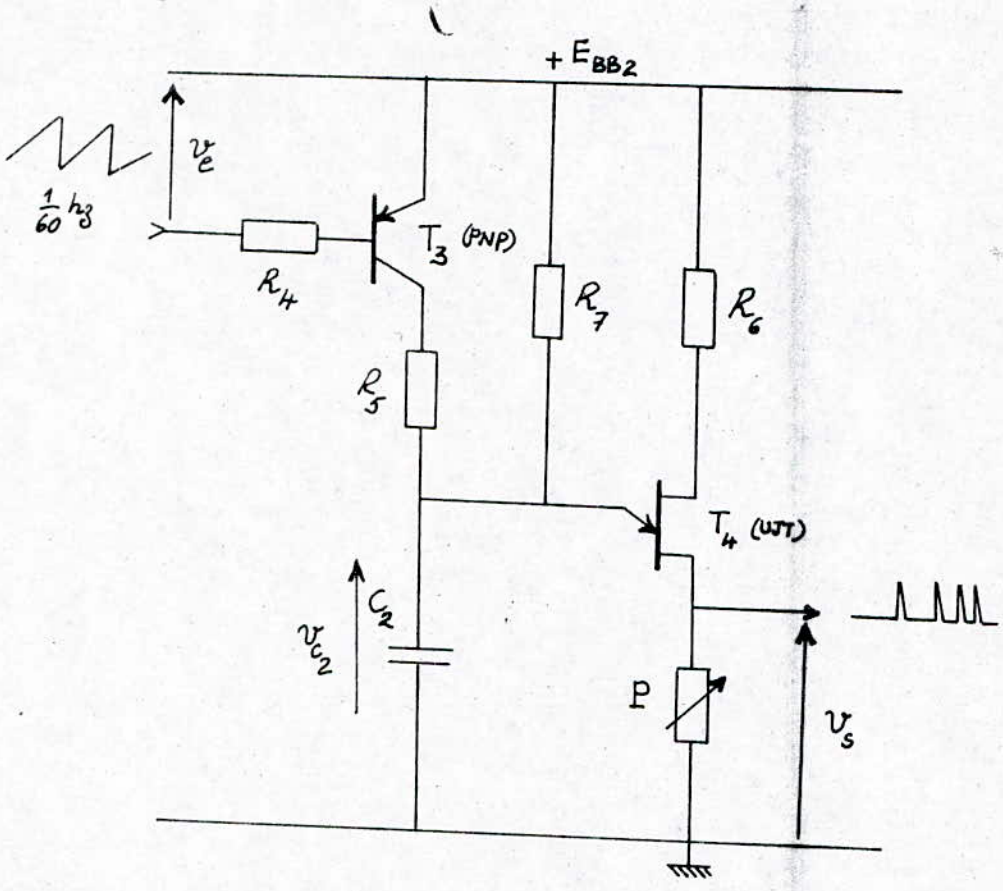 + E_BB2
v_e
1/60 hz
T_3 (PNP)
R_4
R_7
R_6
R_5
T_4 (UJT)
C_2
v_c2
P
v_s